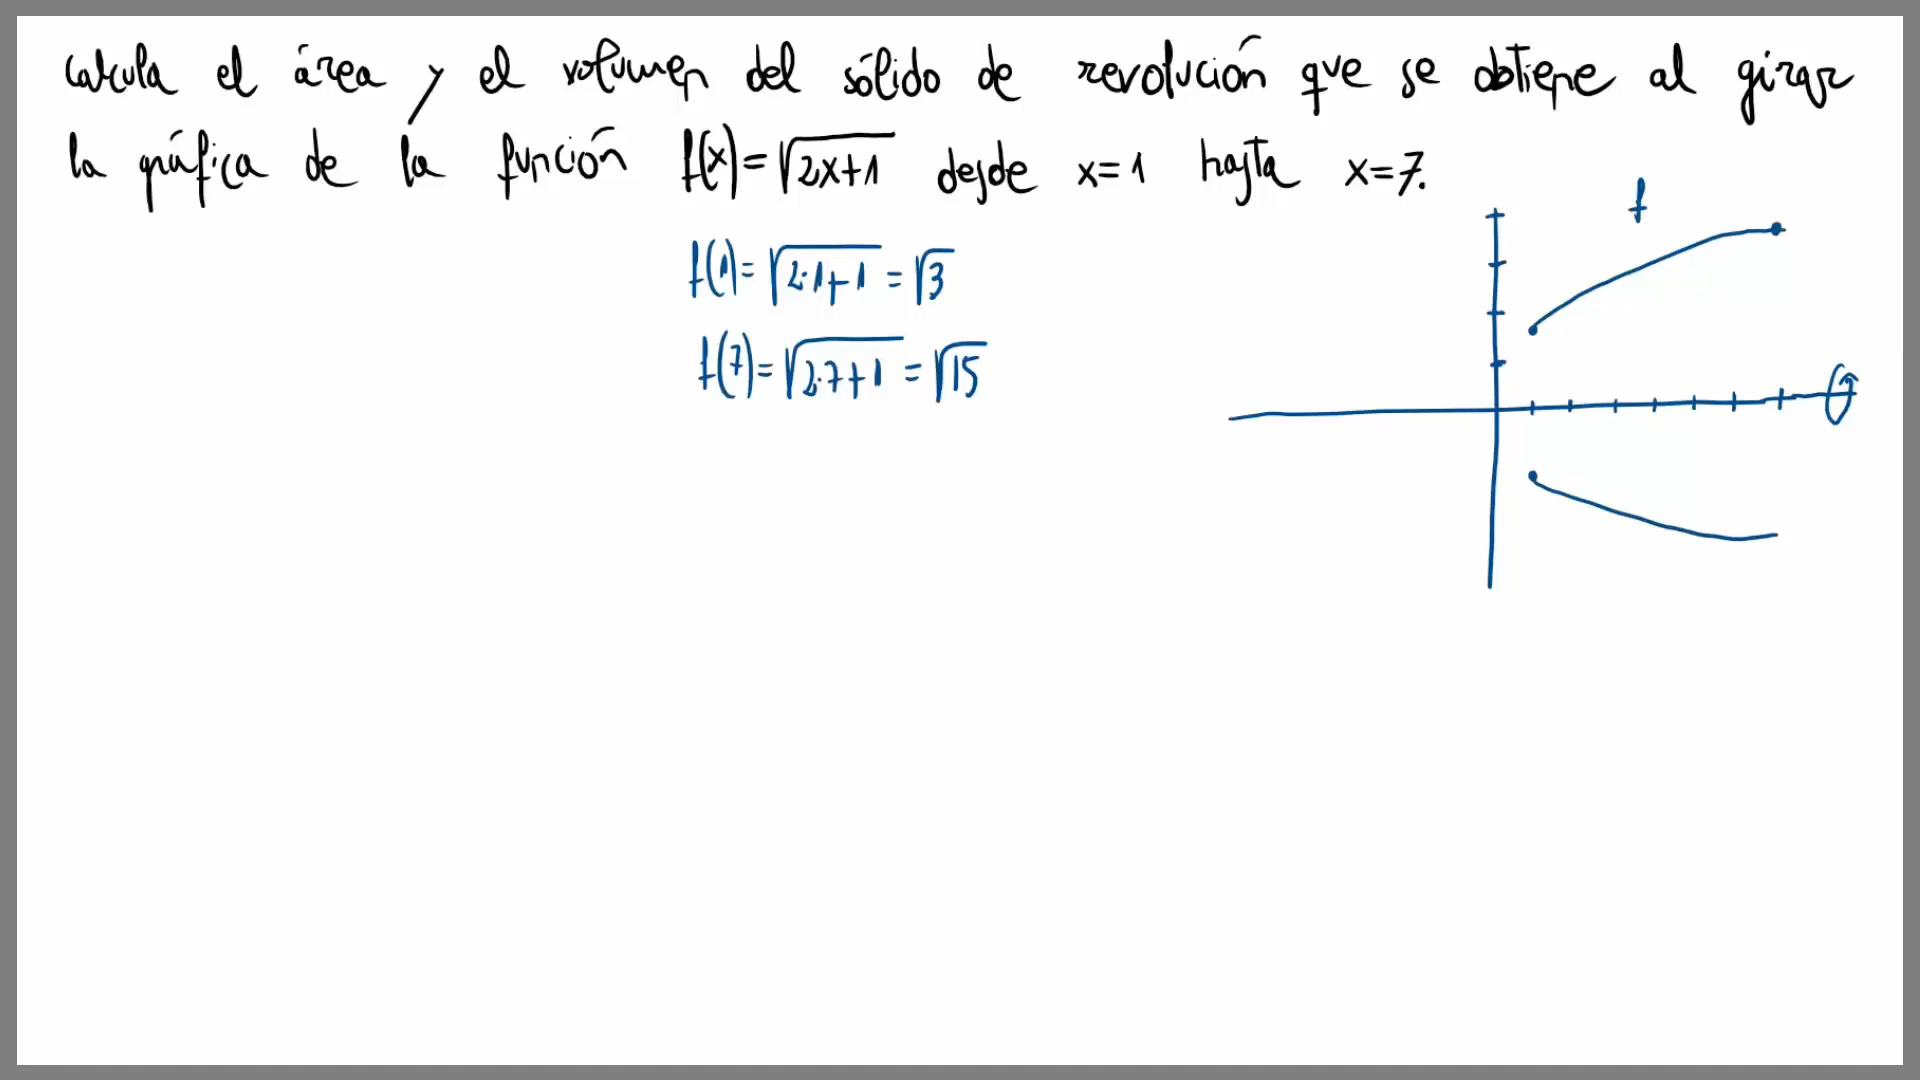 calcula el área y el volumen del sólido de revolución que se obtiene al girar
la gráfica de la función f(x)=√2x+1 desde x=1 hasta x=7.
f
f(1)=√2·1+1 = √3
f(7)=√2·7+1 = √15